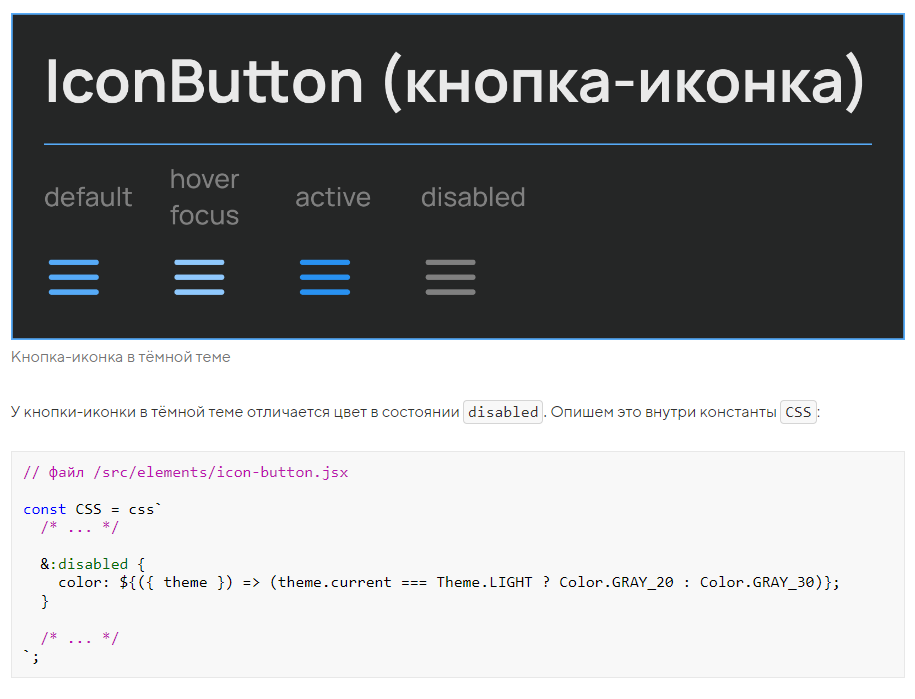 IconButton (кнопка-иконка)
default
hover
focus
active
disabled
Кнопка-иконка в тёмной теме
У кнопки-иконки в тёмной теме отличается цвет в состоянии disabled. Опишем это внутри константы CSS:
// файл /src/elements/icon-button.jsx
const CSS = css`
/* ... */
&:disabled {
color: ${({ theme }) => (theme.current === Theme.LIGHT ? Color.GRAY_20 : Color.GRAY_30)};
}
/* ... */
`;